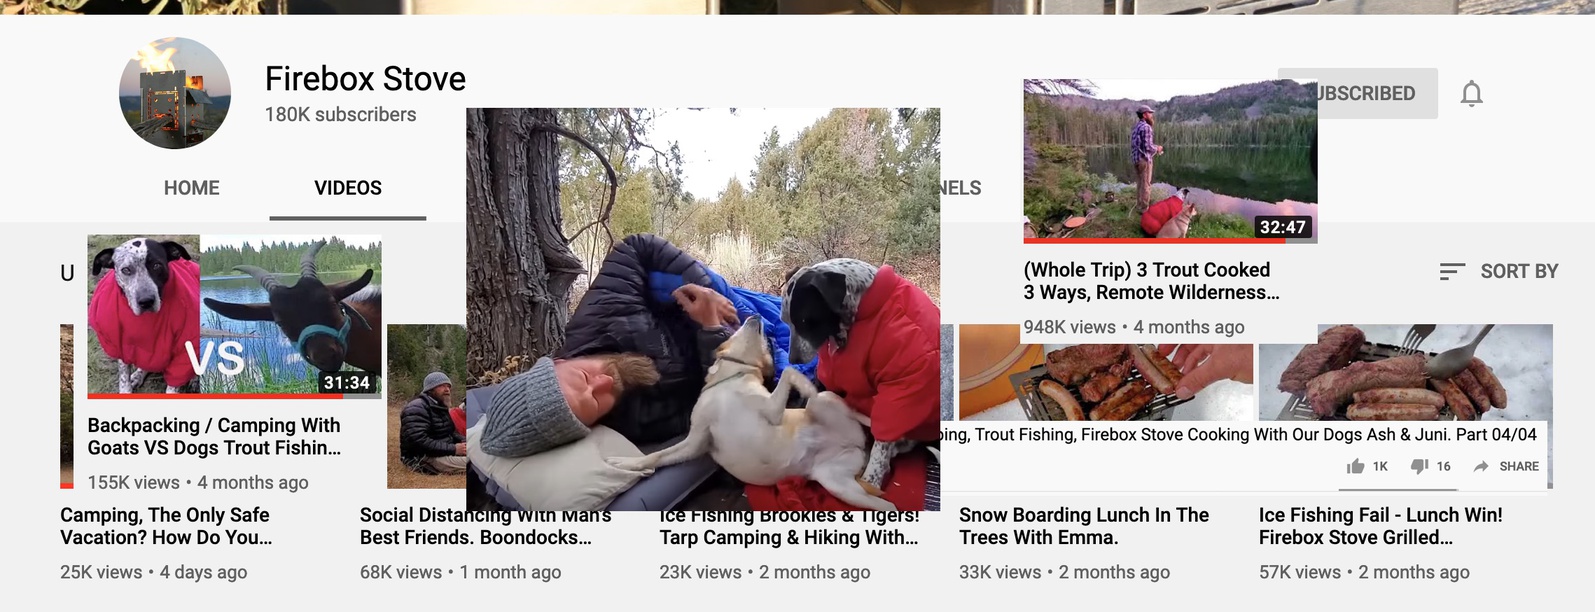 Firebox Stove
180K subscribers
UBSCRIBED
HOME
VIDEOS
NELS
U
SORT BY
VS
31:34
Backpacking / Camping With
Goats VS Dogs Trout Fishin...
155K views • 4 months ago
32:47
(Whole Trip) 3 Trout Cooked
3 Ways, Remote Wilderness...
948K views • 4 months ago
ping, Trout Fishing, Firebox Stove Cooking With Our Dogs Ash & Juni. Part 04/04
1K
16
SHARE
Camping, The Only Safe
Vacation? How Do You...
25K views • 4 days ago
Social Distancing With Man's
Best Friends. Boondocks...
68K views • 1 month ago
Ice Fishing Brookies & Tigers!
Tarp Camping & Hiking With...
23K views • 2 months ago
Snow Boarding Lunch In The
Trees With Emma.
33K views • 2 months ago
Ice Fishing Fail - Lunch Win!
Firebox Stove Grilled...
57K views • 2 months ago